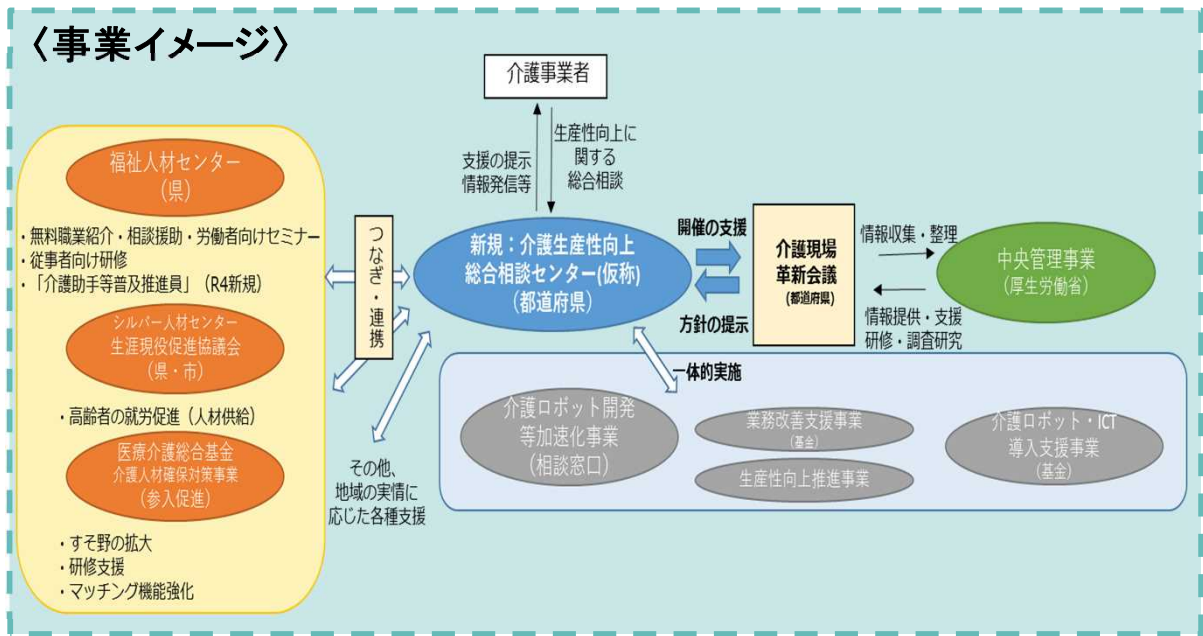 〈事業イメージ〉
介護事業者
支援の提示
情報発信等
生産性向上に
関する
総合相談
福祉人材センター
（県）
・無料職業紹介・相談援助・労働者向けセミナー
・従事者向け研修
・「介護助手等普及推進員」（R4新規）
シルバー人材センター
生涯現役促進協議会
（県・市）
・高齢者の就労促進（人材供給）
医療介護総合基金
介護人材確保対策事業
（参入促進）
・すそ野の拡大
・研修支援
・マッチング機能強化
つなぎ・連携
新規：介護生産性向上
総合相談センター(仮称)
（都道府県）
開催の支援
方針の提示
介護現場
革新会議
(都道府県)
情報収集・整理
情報提供・支援
研修・調査研究
中央管理事業
（厚生労働省）
一体的実施
介護ロボット開発
等加速化事業
（相談窓口）
業務改善支援事業
（基金）
生産性向上推進事業
介護ロボット・ICT
導入支援事業
（基金）
その他、
地域の実情に
応じた各種支援